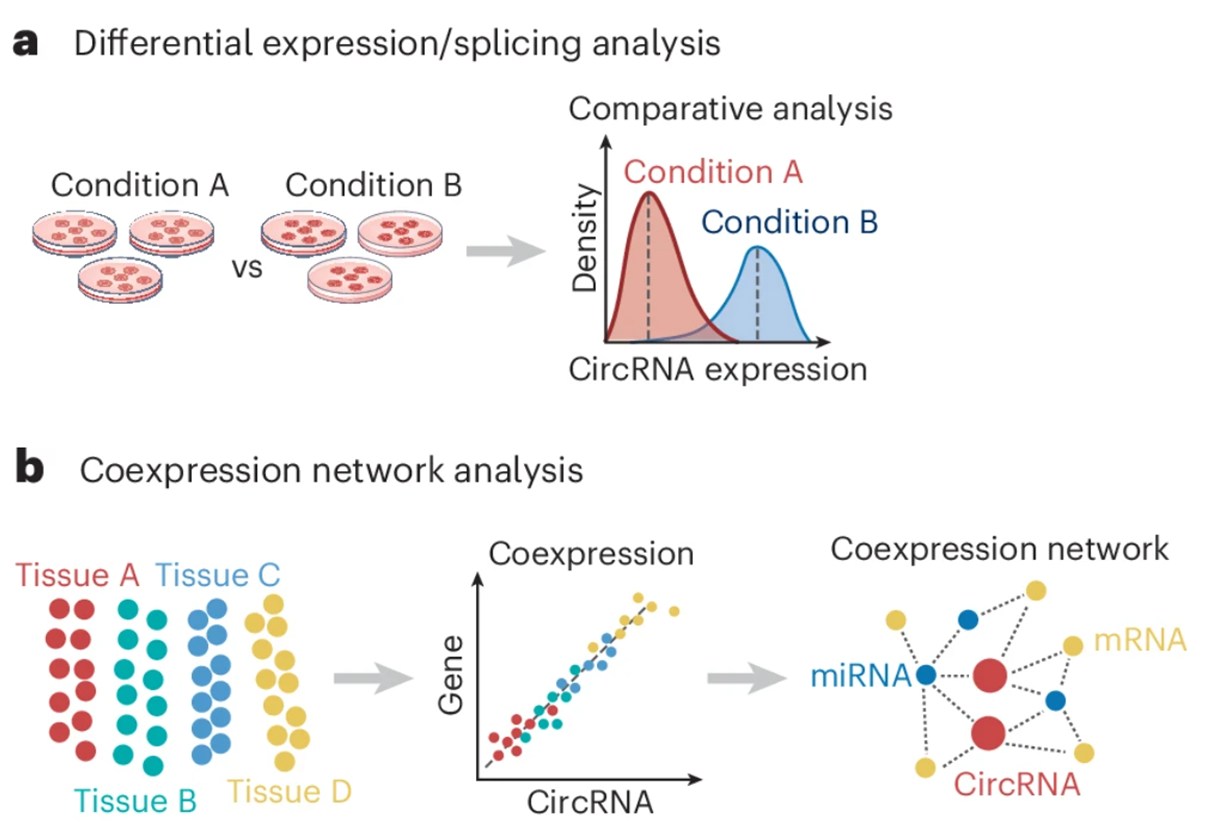 a Differential expression/splicing analysis
Comparative analysis
Condition A
Condition B
vs
Density
Condition A
Condition B
CircRNA expression
b Coexpression network analysis
Tissue A
Tissue C
Tissue B
Tissue D
Coexpression
Gene
CircRNA
Coexpression network
miRNA
mRNA
CircRNA